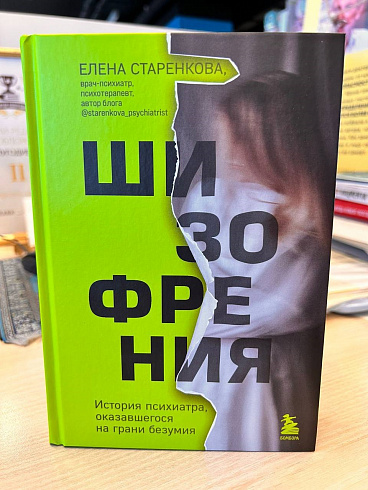 ЕЛЕНА СТАРЕНКОВА,
врач-психиатр,
психотерапевт,
автор блога
@starenkova_psychiatrist
ШИ
ЗО
ФРЕ
НИЯ
История психиатра,
оказавшегося
на грани безумия
БОМБОРА